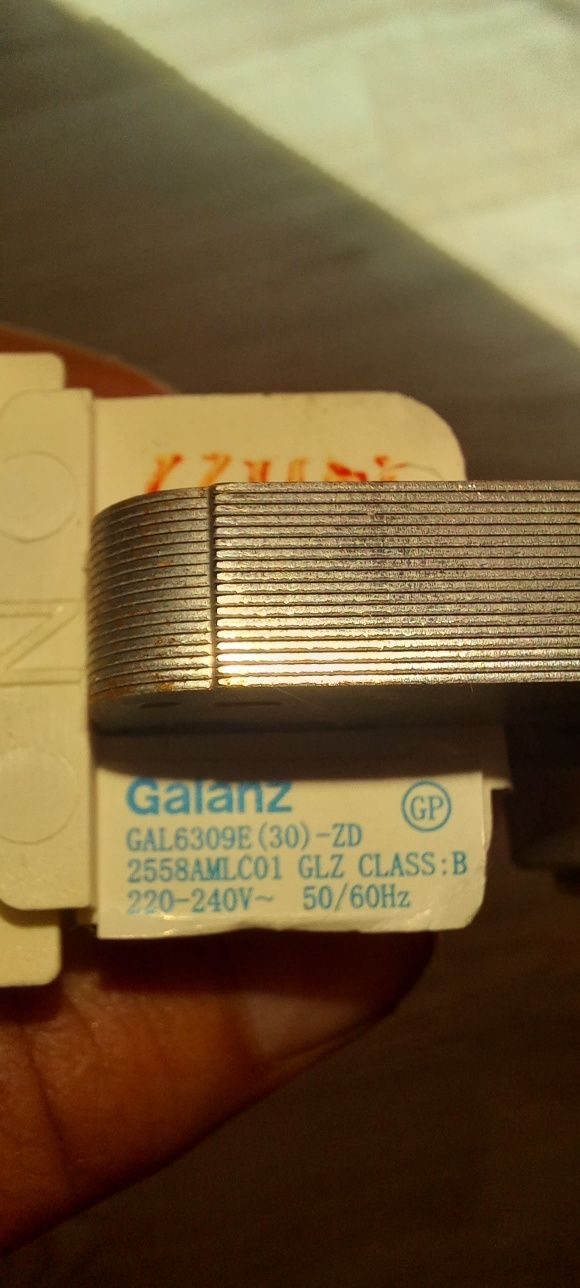 Galanz
GP
GAL6309E(30)-ZD
2558AMLC01 GLZ CLASS:B
220-240V~ 50/60Hz